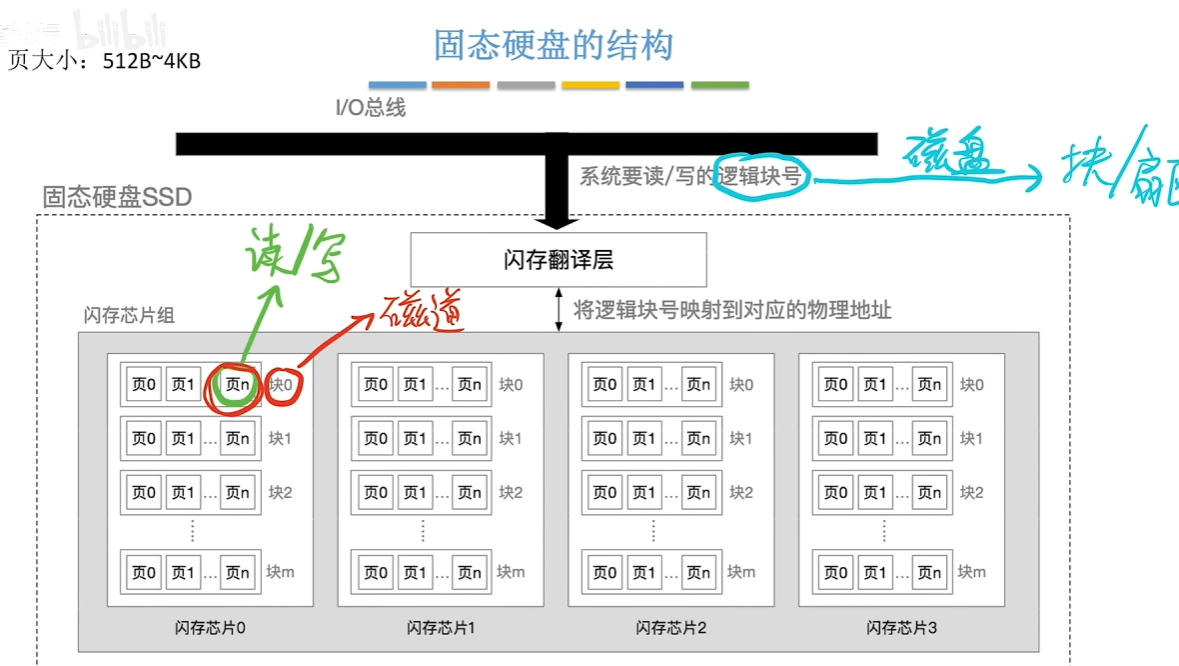 bilibili
固态硬盘的结构
页大小：512B~4KB
I/O总线
磁盘
块/扇区
系统要读/写的逻辑块号
固态硬盘SSD
读/写
闪存翻译层
磁道
闪存芯片组
将逻辑块号映射到对应的物理地址
页0 页1 页n 块0 页0 页1 … 页n 块0 页0 页1 … 页n 块0 页0 页1 … 页n 块0
页0 页1 … 页n 块1 页0 页1 … 页n 块1 页0 页1 … 页n 块1 页0 页1 … 页n 块1
页0 页1 … 页n 块2 页0 页1 … 页n 块2 页0 页1 … 页n 块2 页0 页1 … 页n 块2
页0 页1 … 页n 块m 页0 页1 … 页n 块m 页0 页1 … 页n 块m 页0 页1 … 页n 块m
闪存芯片0 闪存芯片1 闪存芯片2 闪存芯片3